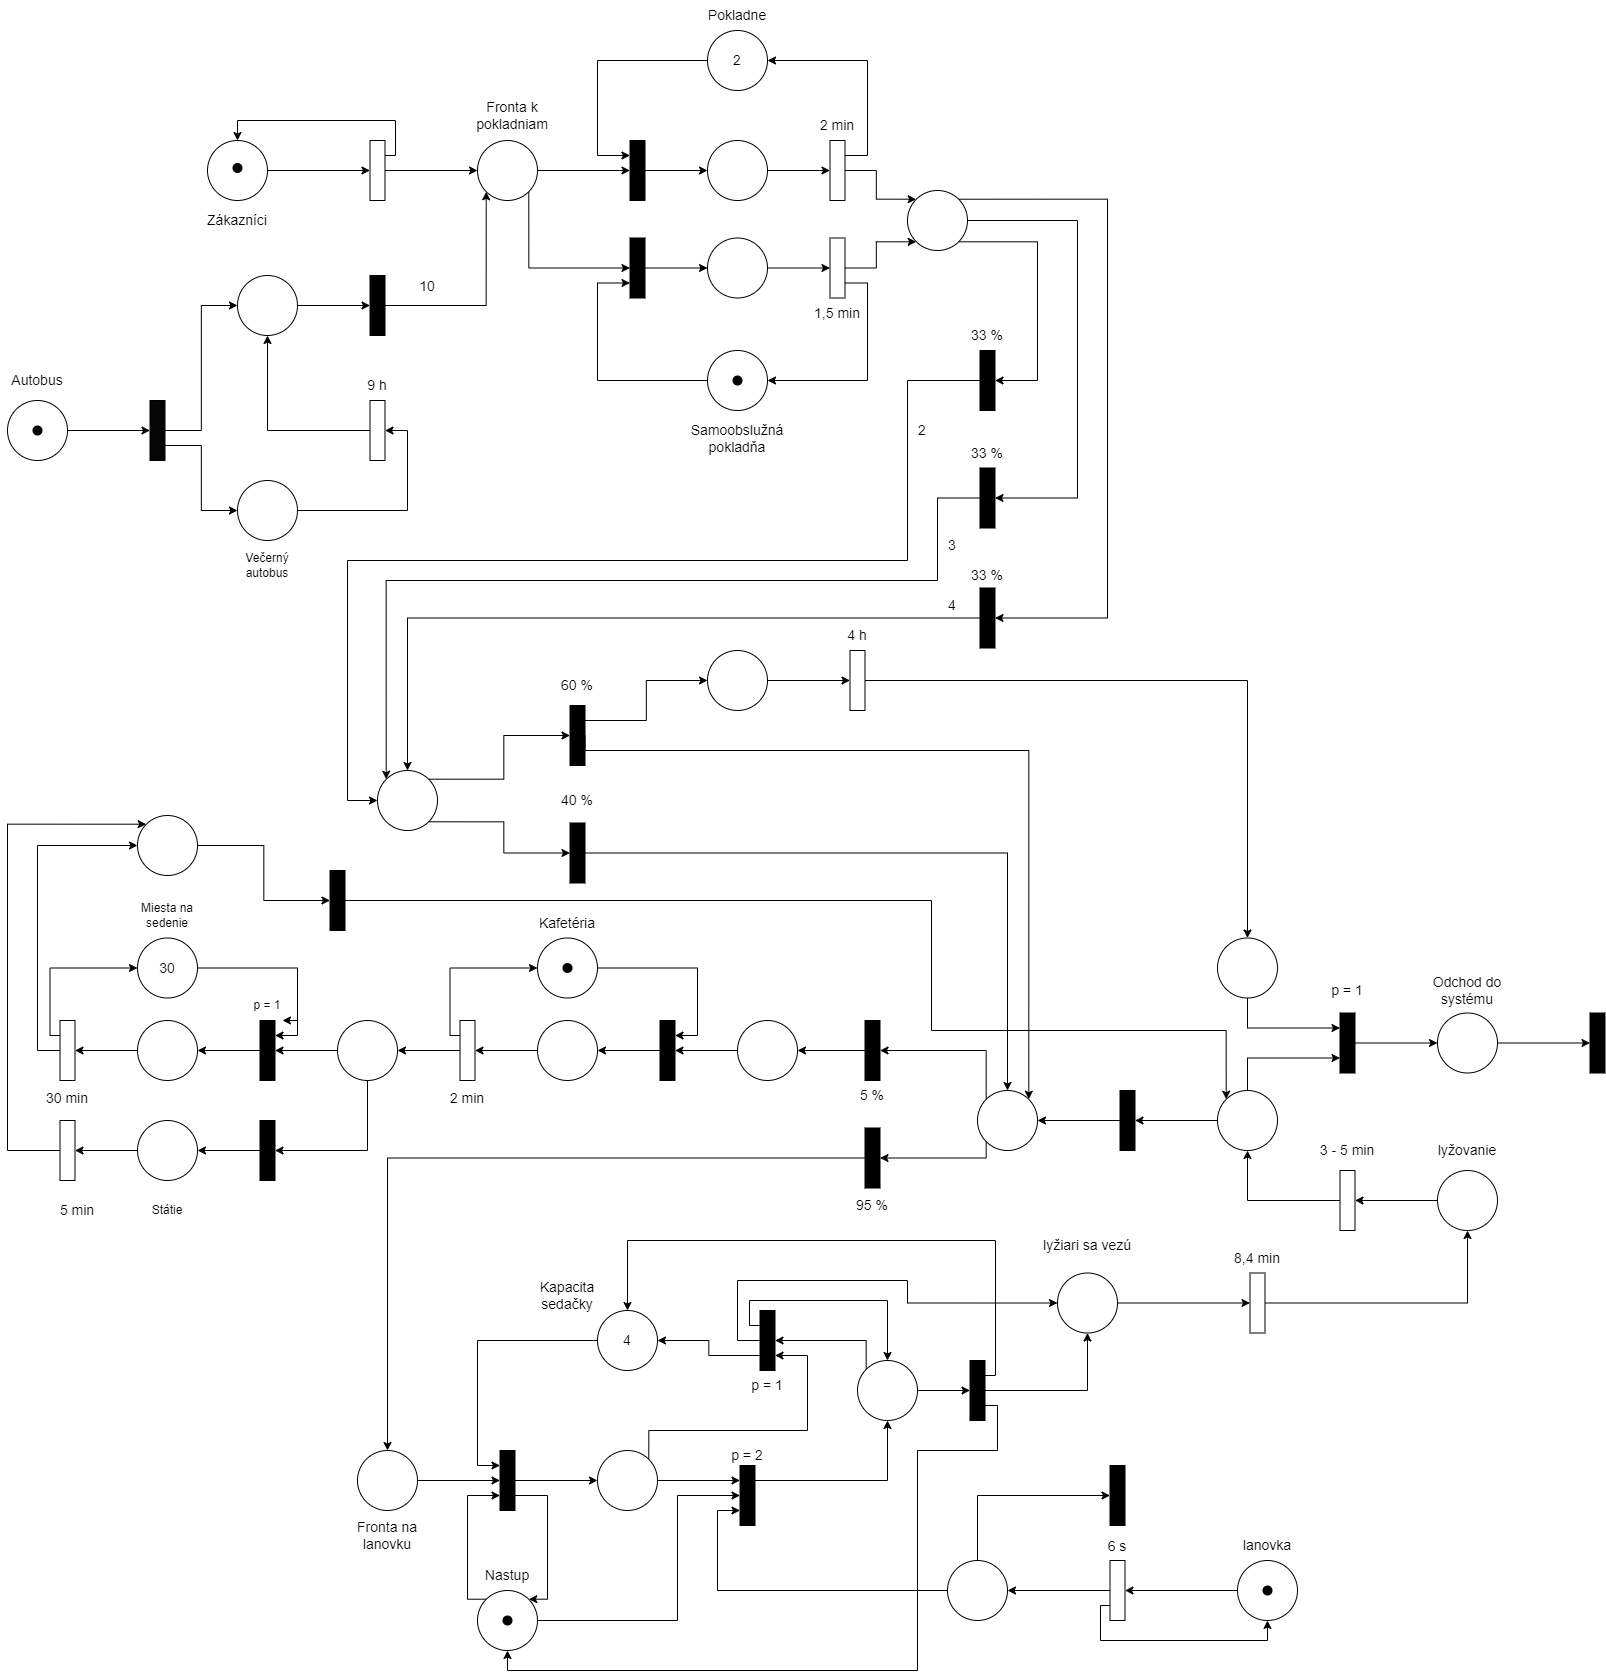 Pokladne
2
Fronta k
pokladniam
2 min
Zákazníci
10
1,5 min
33 %
Autobus
9 h
Samoobslužná
pokladňa
2
33 %
3
Večerný
autobus
33 %
4
4 h
60 %
40 %
Miesta na
sedenie
30
Kafetéria
p = 1
p = 1
Odchod do
systému
30 min
2 min
5 %
5 min
Státie
95 %
3 - 5 min
lyžovanie
lyžiari sa vezú
8,4 min
Kapacita
sedačky
4
p = 1
p = 2
Fronta na
lanovku
Nastup
6 s
lanovka